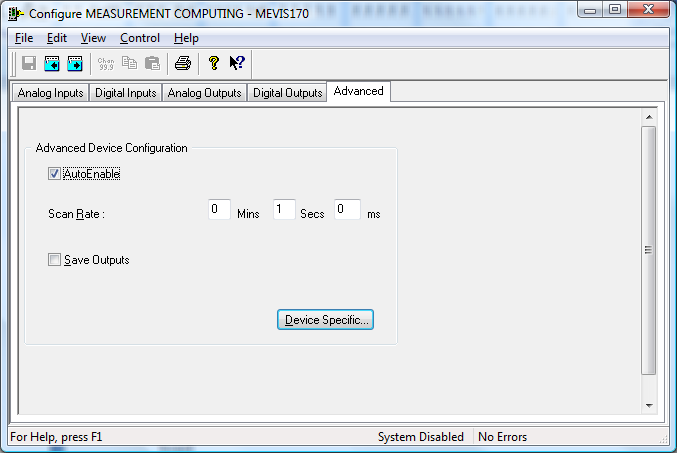 Configure MEASUREMENT COMPUTING - MEVIS170
File Edit View Control Help
Chan
99.9
Analog Inputs Digital Inputs Analog Outputs Digital Outputs Advanced
Advanced Device Configuration
AutoEnable
Scan Rate : 0 Mins 1 Secs 0 ms
Save Outputs
Device Specific...
For Help, press F1 System Disabled No Errors